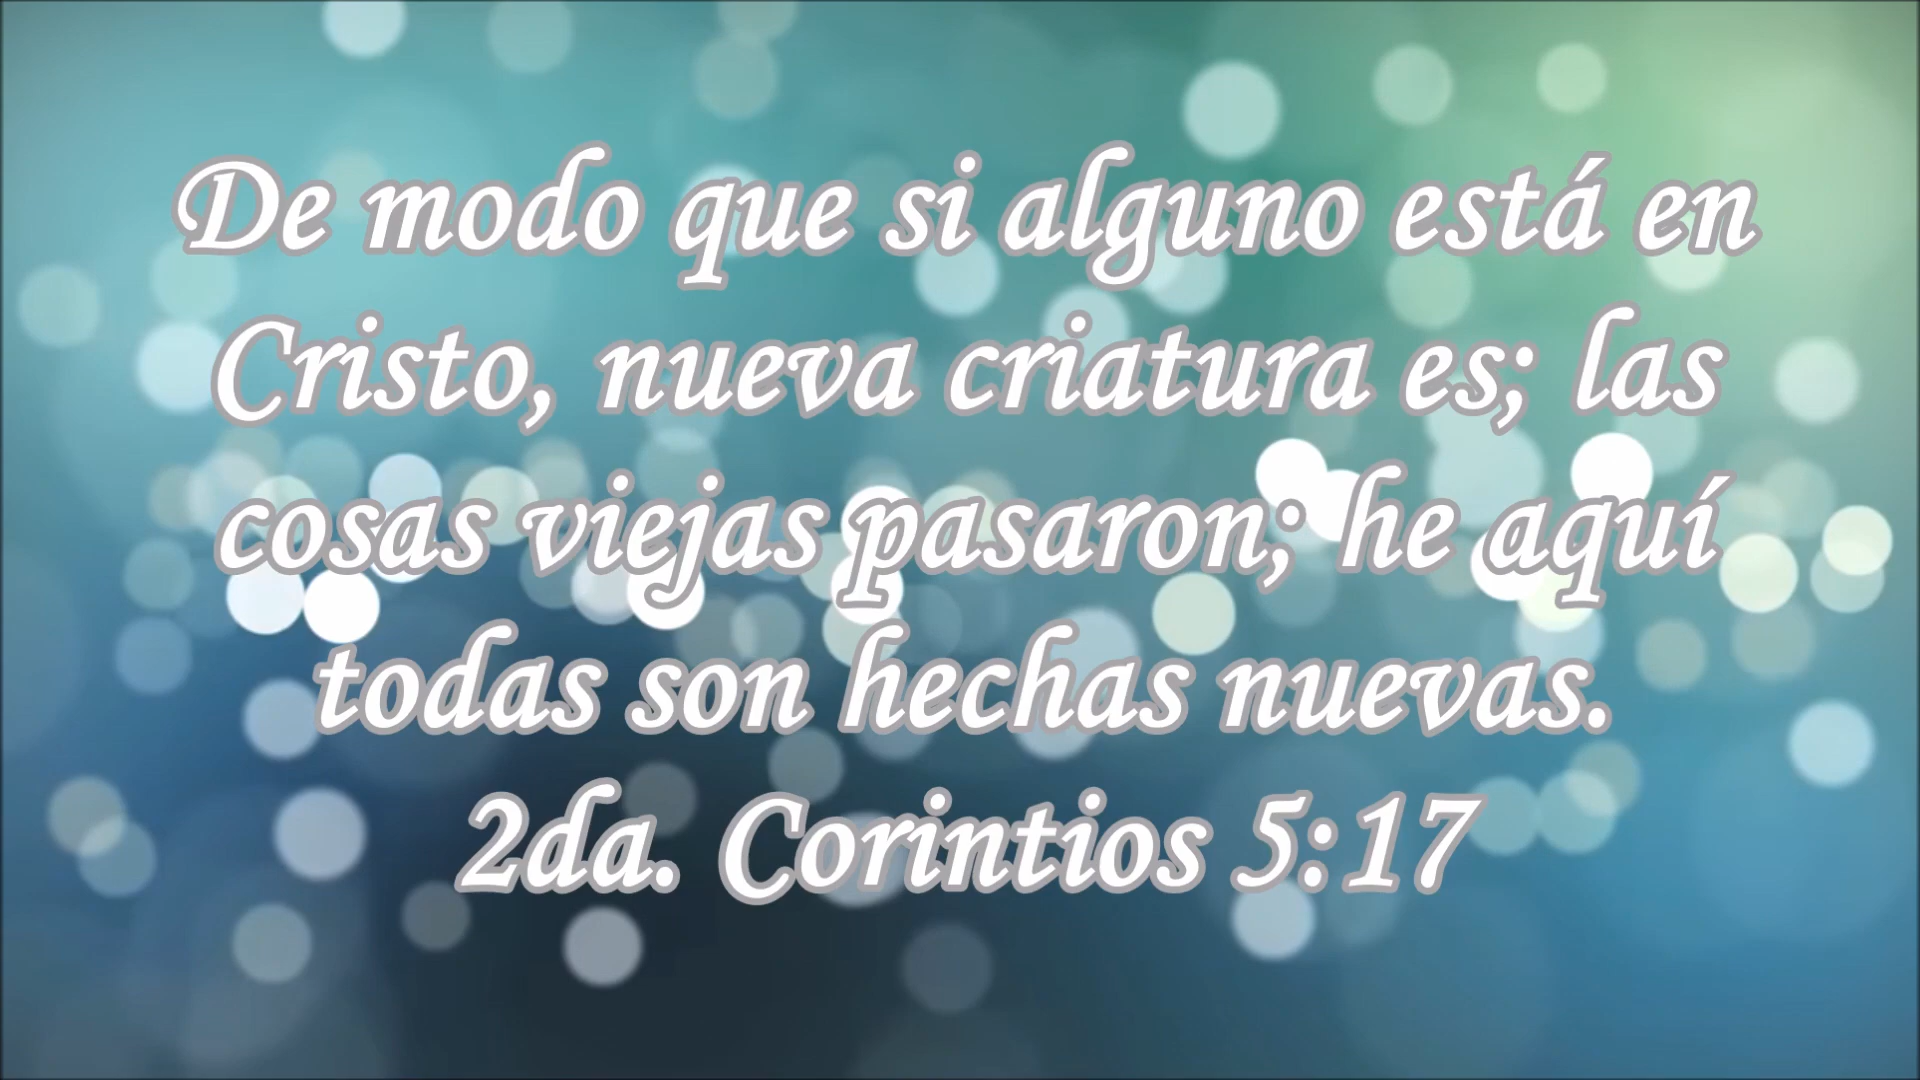 De modo que si alguno está en
Cristo, nueva criatura es; las
cosas viejas pasaron; he aquí
todas son hechas nuevas.
2da. Corintios 5:17